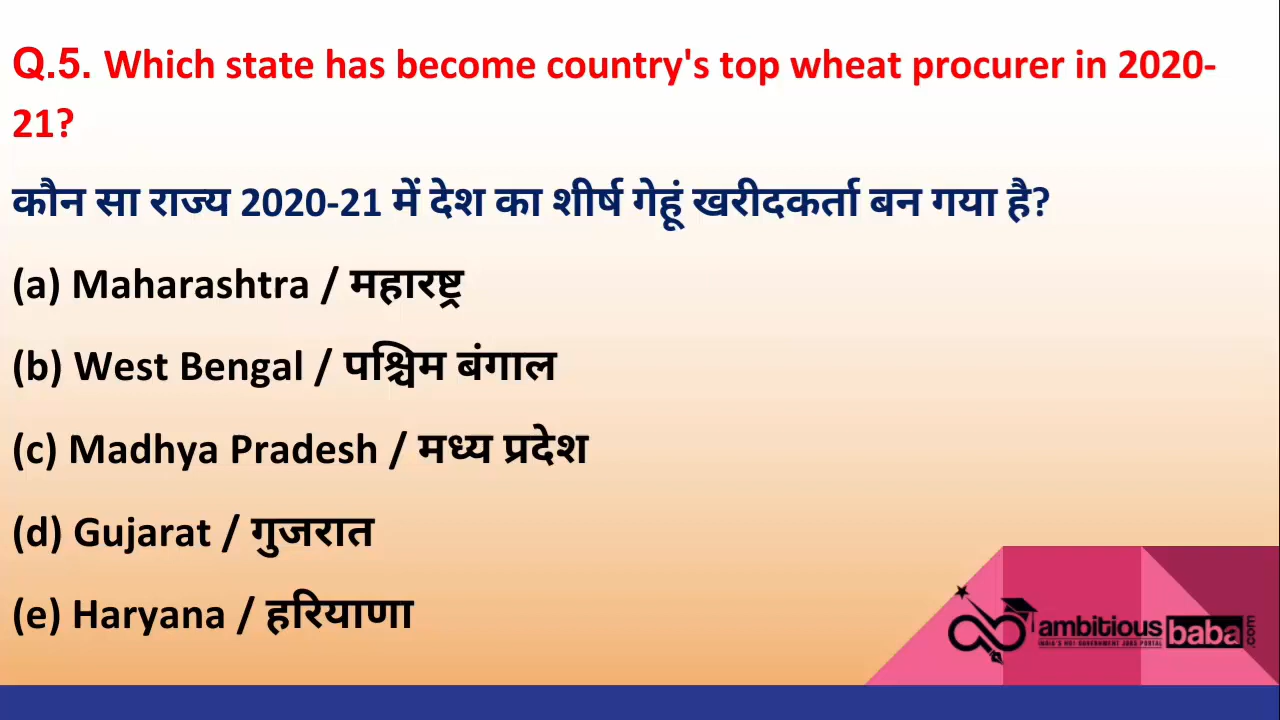 Q.5. Which state has become country's top wheat procurer in 2020-
21?
कौन सा राज्य 2020-21 में देश का शीर्ष गेहूं खरीदकर्ता बन गया है?
(a) Maharashtra / महाराष्ट्र
(b) West Bengal / पश्चिम बंगाल
(c) Madhya Pradesh / मध्य प्रदेश
(d) Gujarat / गुजरात
(e) Haryana / हरियाणा
ambitiousbaba.com
INDIA'S NO1 GOVERNMENT JOBS PORTAL